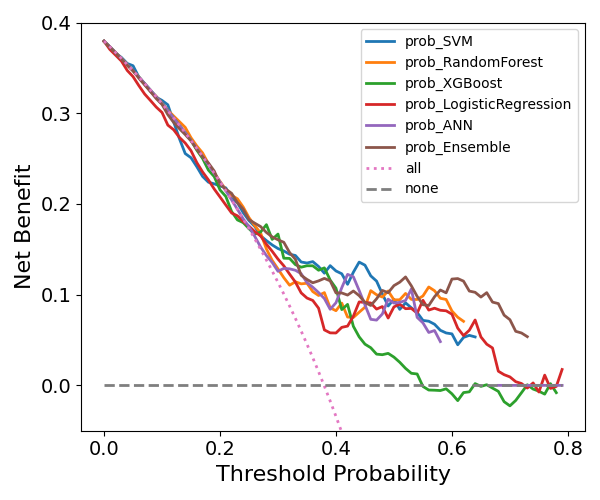 0.4
0.3
0.2
0.1
0.0
Net Benefit
prob_SVM
prob_RandomForest
prob_XGBoost
prob_LogisticRegression
prob_ANN
prob_Ensemble
all
none
0.0 0.2 0.4 0.6 0.8
Threshold Probability